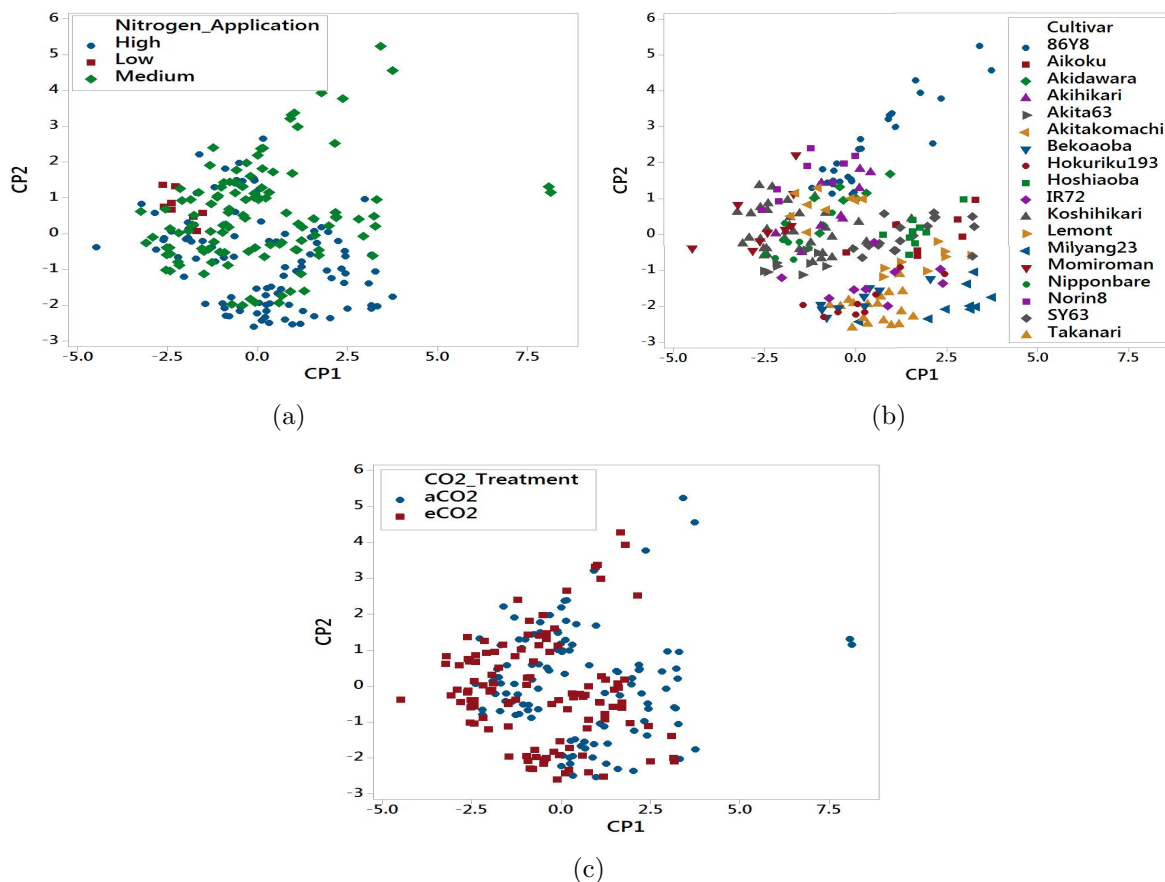 Nitrogen_Application
High
Low
Medium
6
5
4
3
2
1
0
-1
-2
-3
CP2
-5.0 -2.5 0.0 2.5 5.0 7.5
CP1
(a)
Cultivar
86Y8
Aikoku
Akidawara
Akihikari
Akita63
Akitakomachi
Bekoaoba
Hokuriku193
Hoshiaoba
IR72
Koshihikari
Lemont
Milyang23
Momiroman
Nipponbare
Norin8
SY63
Takanari
6
5
4
3
2
1
0
-1
-2
-3
CP2
-5.0 -2.5 0.0 2.5 5.0 7.5
CP1
(b)
CO2_Treatment
aCO2
eCO2
6
5
4
3
2
1
0
-1
-2
-3
CP2
-5.0 -2.5 0.0 2.5 5.0 7.5
CP1
(c)